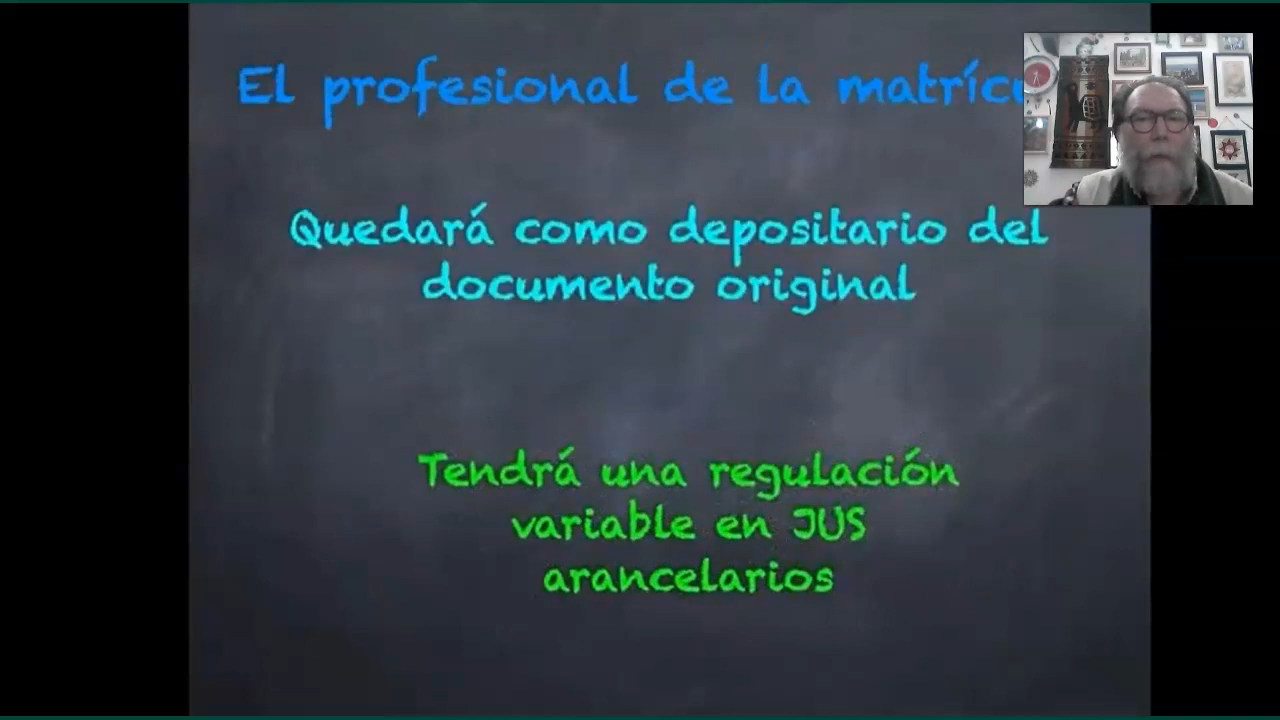 El profesional de la
Quedará como depositario del
documento original
Tendrá una regulación
variable en JUS
arancelarios